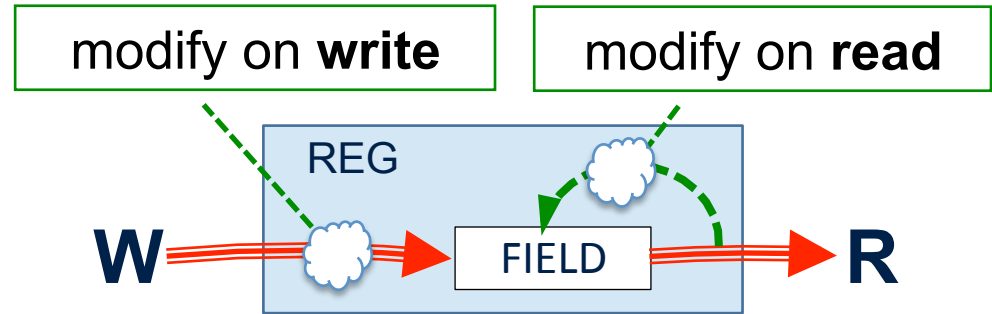 modify on write
modify on read
REG
W
FIELD
R